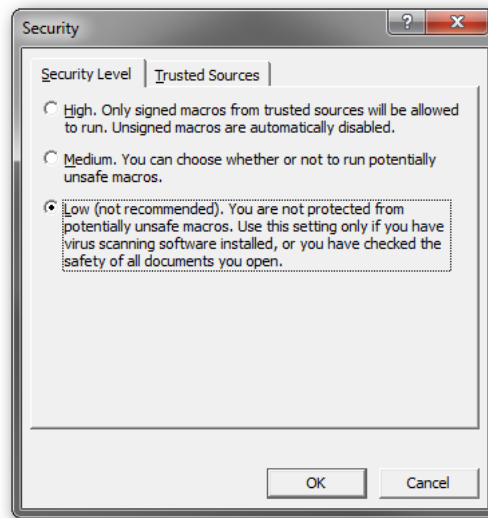 Security
?
X
Security Level
Trusted Sources
High. Only signed macros from trusted sources will be allowed
to run. Unsigned macros are automatically disabled.
Medium. You can choose whether or not to run potentially
unsafe macros.
Low (not recommended). You are not protected from
potentially unsafe macros. Use this setting only if you have
virus scanning software installed, or you have checked the
safety of all documents you open.
OK
Cancel